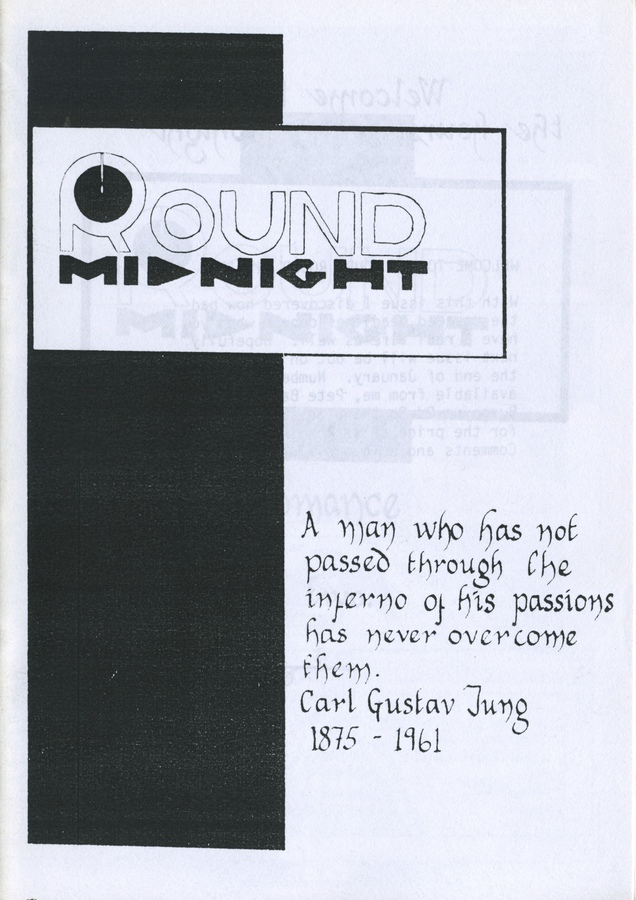 ROUND
MIDNIGHT
A man who has not
passed through the
inferno of his passions
has never overcome
them.
Carl Gustav Jung
1875 - 1961